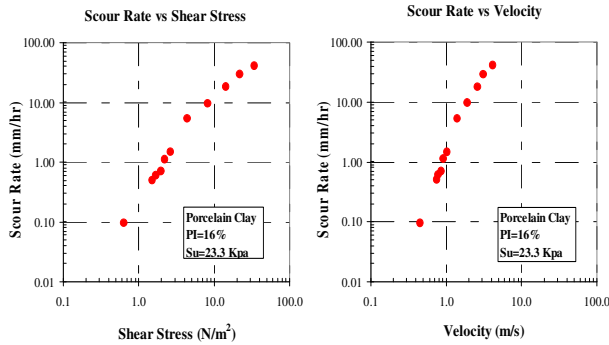 Scour Rate vs Shear Stress
100.00
10.00
1.00
0.10
0.01
Scour Rate (mm/hr)
Porcelain Clay
PI=16%
Su=23.3 Kpa
0.1 1.0 10.0 100.0
Shear Stress (N/m²)
Scour Rate vs Velocity
100.00
10.00
1.00
0.10
0.01
Scour Rate (mm/hr)
Porcelain Clay
PI=16%
Su=23.3 Kpa
0.1 1.0 10.0 100.0
Velocity (m/s)